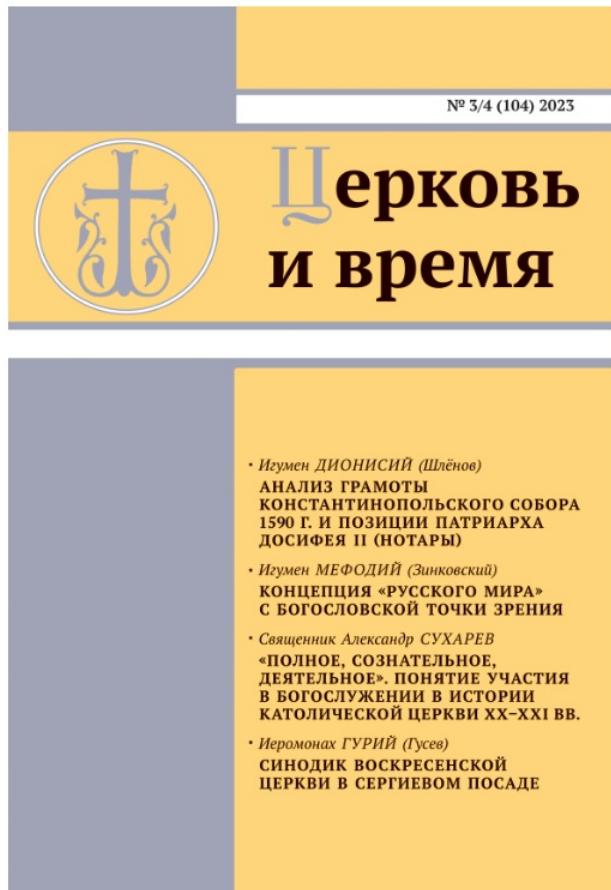 № 3/4 (104) 2023
Церковь
и время
• Игумен ДИОНИСИЙ (Шлёнов)
АНАЛИЗ ГРАМОТЫ
КОНСТАНТИНОПОЛЬСКОГО СОБОРА
1590 Г. И ПОЗИЦИИ ПАТРИАРХА
ДОСИФЕЯ II (НОТАРЫ)
• Игумен МЕФОДИЙ (Зинковский)
КОНЦЕПЦИЯ «РУССКОГО МИРА»
С БОГОСЛОВСКОЙ ТОЧКИ ЗРЕНИЯ
• Священник Александр СУХАРЕВ
«ПОЛНОЕ, СОЗНАТЕЛЬНОЕ,
ДЕЯТЕЛЬНОЕ». ПОНЯТИЕ УЧАСТИЯ
В БОГОСЛУЖЕНИИ В ИСТОРИИ
КАТОЛИЧЕСКОЙ ЦЕРКВИ XX–XXI ВВ.
• Иеромонах ГУРИЙ (Гусев)
СИНОДИК ВОСКРЕСЕНСКОЙ
ЦЕРКВИ В СЕРГИЕВОМ ПОСАДЕ